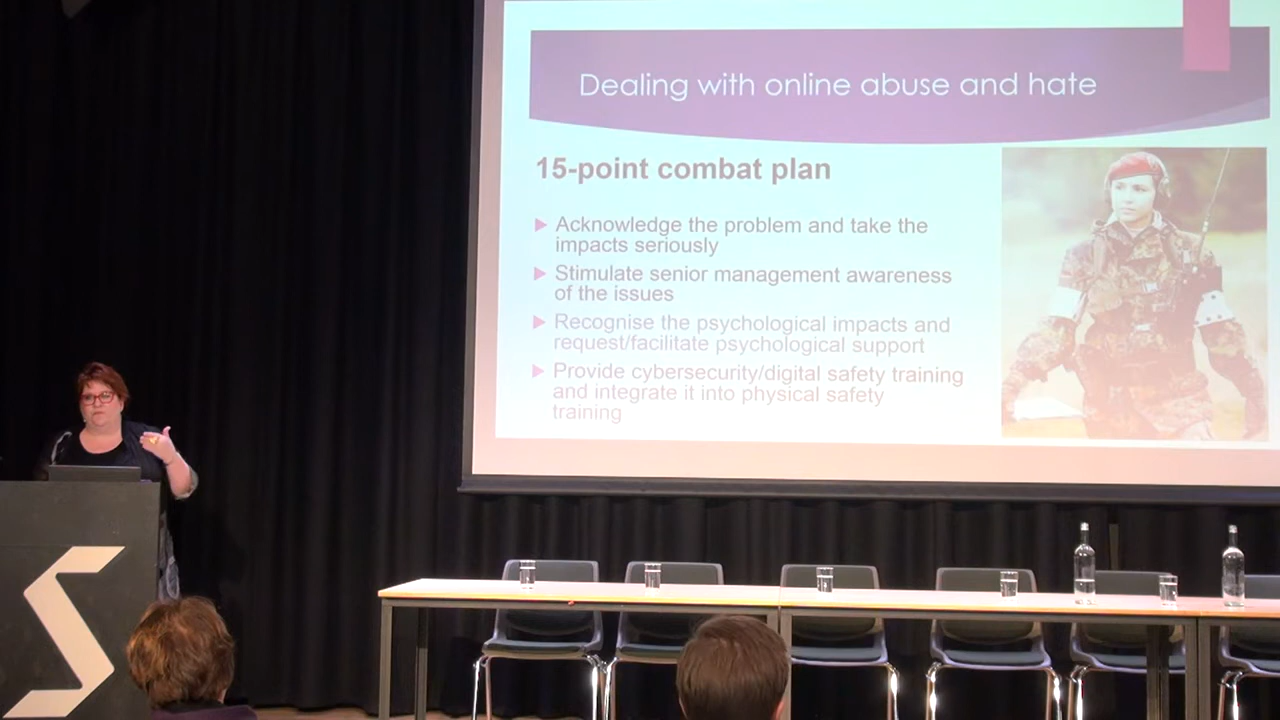 Dealing with online abuse and hate
15-point combat plan
Acknowledge the problem and take the
impacts seriously
Stimulate senior management awareness
of the issues
Recognise the psychological impacts and
request/facilitate psychological support
Provide cybersecurity/digital safety training
and integrate it into physical safety
training
S